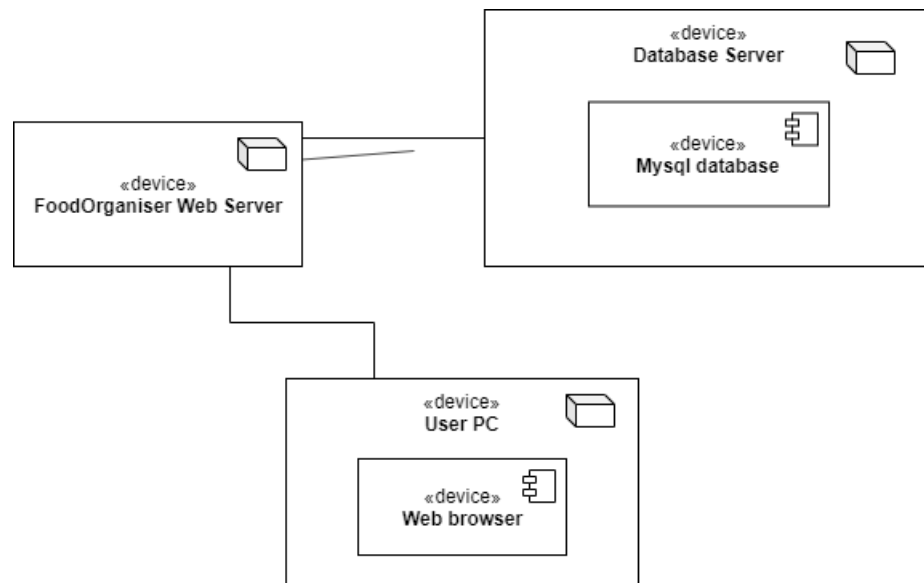 «device»
Database Server
«device»
Mysql database
«device»
FoodOrganiser Web Server
«device»
User PC
«device»
Web browser